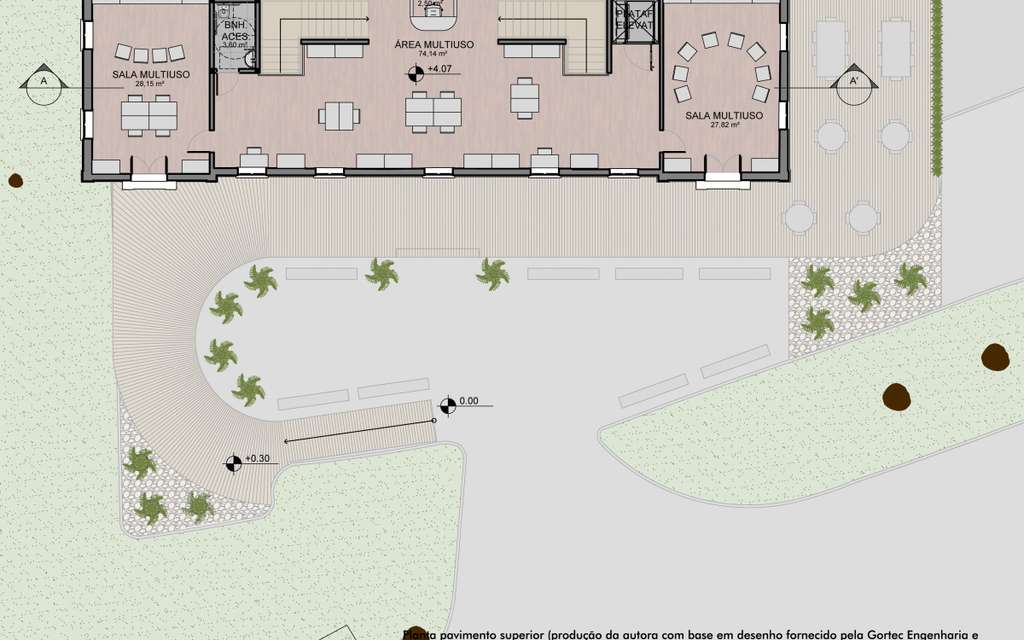 2,50 m²
BNH.
ACES.
3,60 m²
PLATAF.
ELEVAT.
ÁREA MULTIUSO
74,14 m²
+4.07
SALA MULTIUSO
28,15 m²
A
A'
SALA MULTIUSO
27,82 m²
0.00
+0.30
Planta pavimento superior (produção da autora com base em desenho fornecido pela Gortec Engenharia e